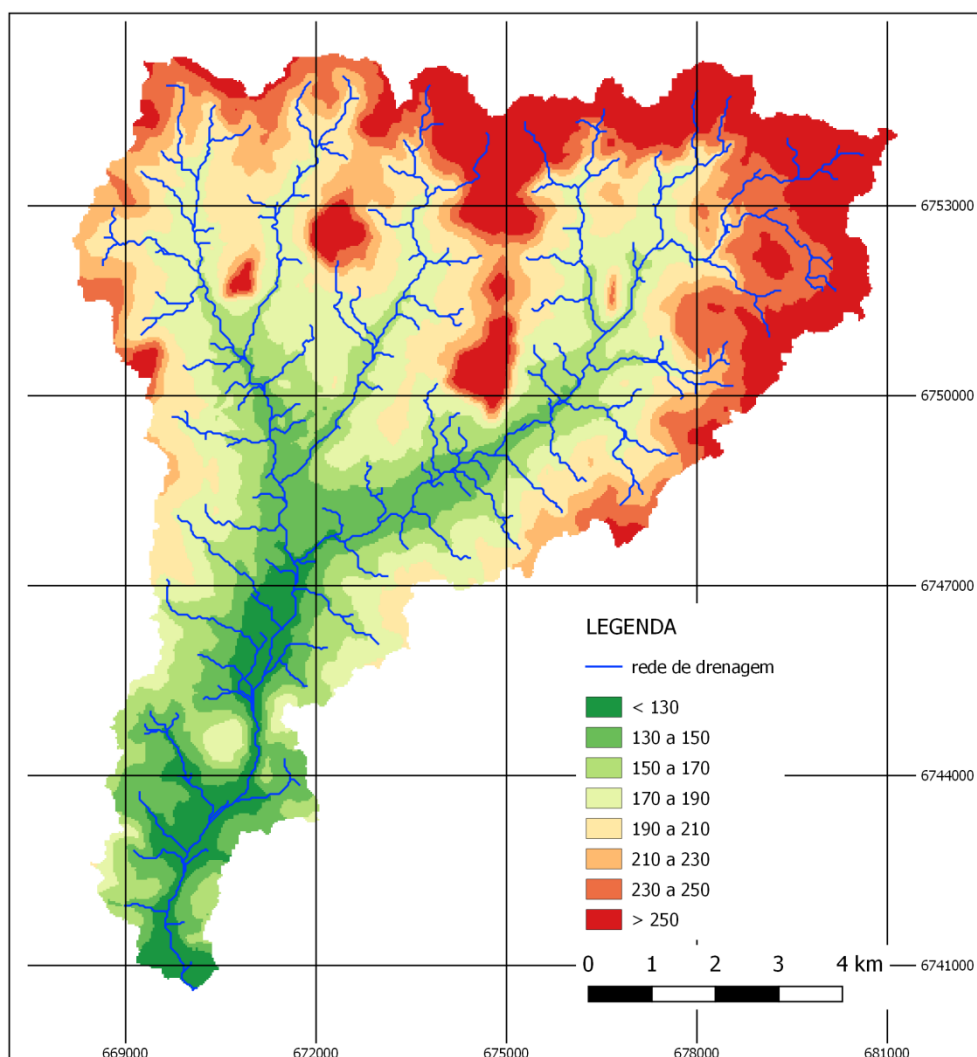 6753000
6750000
6747000
LEGENDA
rede de drenagem
< 130
130 a 150
150 a 170
6744000
170 a 190
190 a 210
210 a 230
230 a 250
> 250
0 1 2 3 4 km
6741000
669000 672000 675000 678000 681000